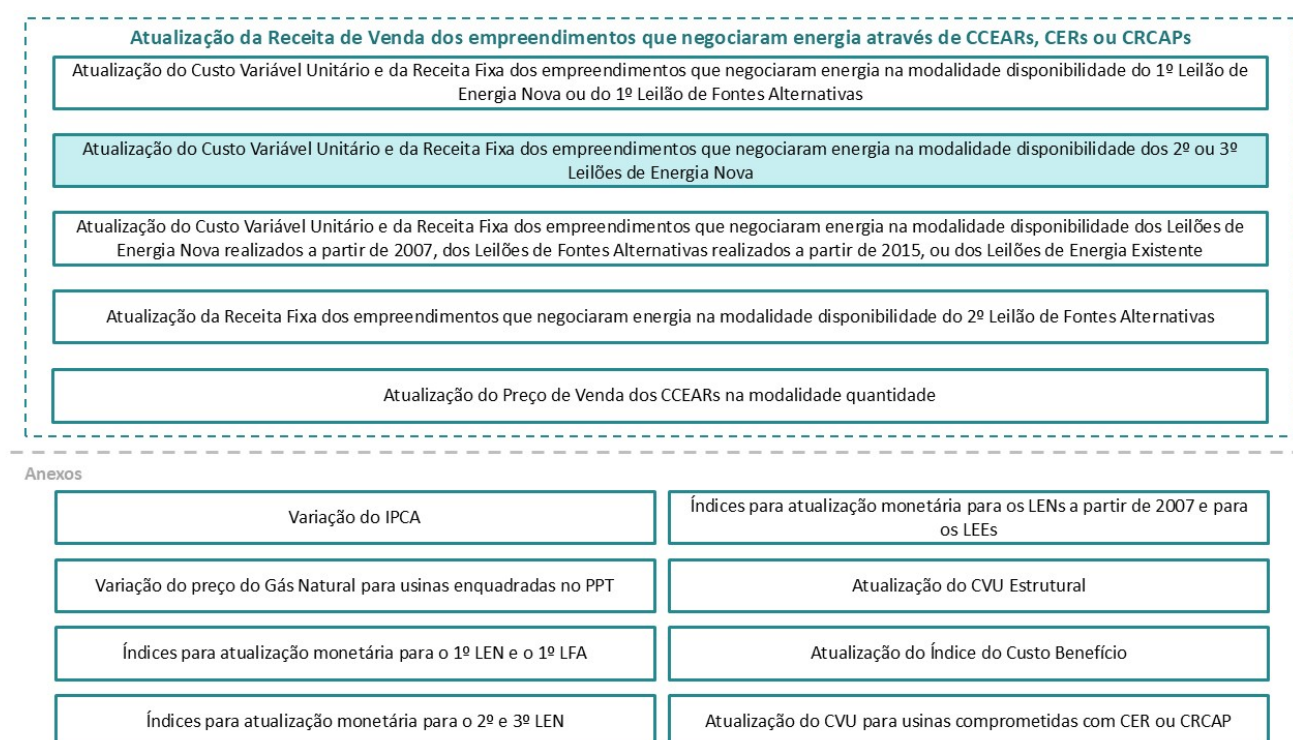 Atualização da Receita de Venda dos empreendimentos que negociaram energia através de CCEARs, CERs ou CRCAPs
Atualização do Custo Variável Unitário e da Receita Fixa dos empreendimentos que negociaram energia na modalidade disponibilidade do 1º Leilão de
Energia Nova ou do 1º Leilão de Fontes Alternativas
Atualização do Custo Variável Unitário e da Receita Fixa dos empreendimentos que negociaram energia na modalidade disponibilidade dos 2º ou 3º
Leilões de Energia Nova
Atualização do Custo Variável Unitário e da Receita Fixa dos empreendimentos que negociaram energia na modalidade disponibilidade dos Leilões de
Energia Nova realizados a partir de 2007, dos Leilões de Fontes Alternativas realizados a partir de 2015, ou dos Leilões de Energia Existente
Atualização da Receita Fixa dos empreendimentos que negociaram energia na modalidade disponibilidade do 2º Leilão de Fontes Alternativas
Atualização do Preço de Venda dos CCEARs na modalidade quantidade
Anexos
Variação do IPCA
Índices para atualização monetária para os LENs a partir de 2007 e para
os LEEs
Variação do preço do Gás Natural para usinas enquadradas no PPT
Atualização do CVU Estrutural
Índices para atualização monetária para o 1º LEN e o 1º LFA
Atualização do Índice do Custo Benefício
Índices para atualização monetária para o 2º e 3º LEN
Atualização do CVU para usinas comprometidas com CER ou CRCAP